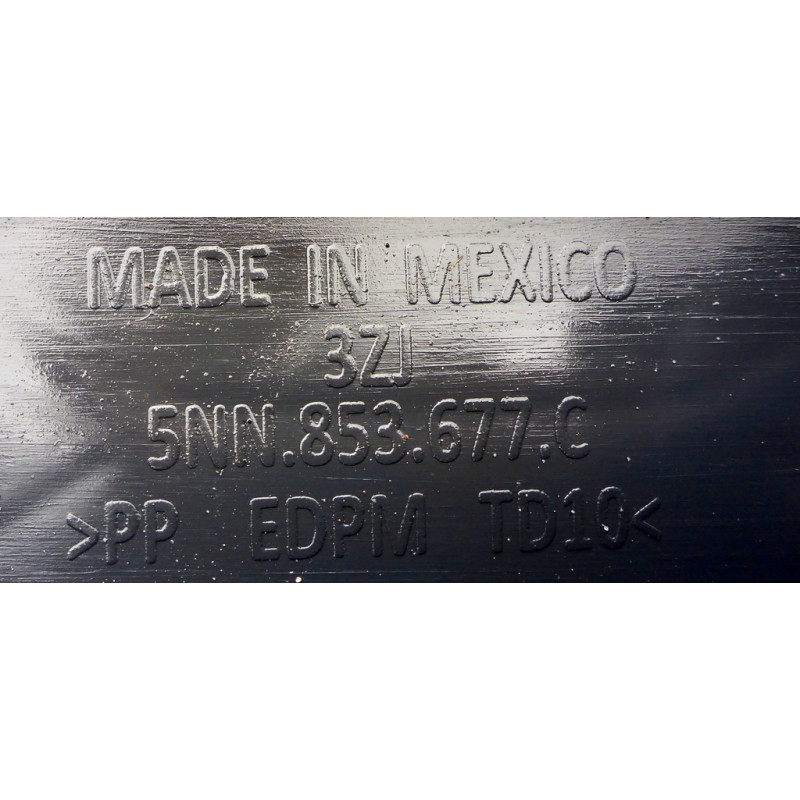 MADE IN MEXICO
3ZJ
5NN.853.677.C
>PP EDPM TD10<